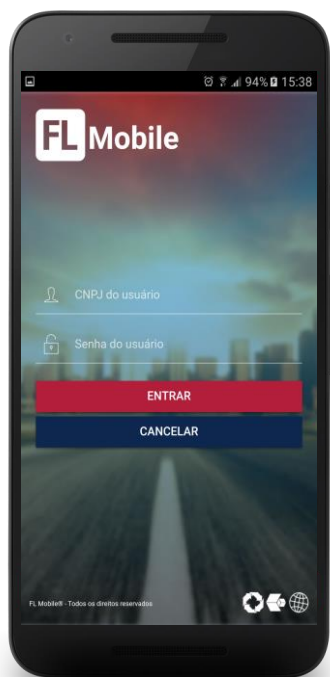 94% 15:38
FL Mobile
CNPJ do usuário
Senha do usuário
ENTRAR
CANCELAR
FL Mobile® - Todos os direitos reservados